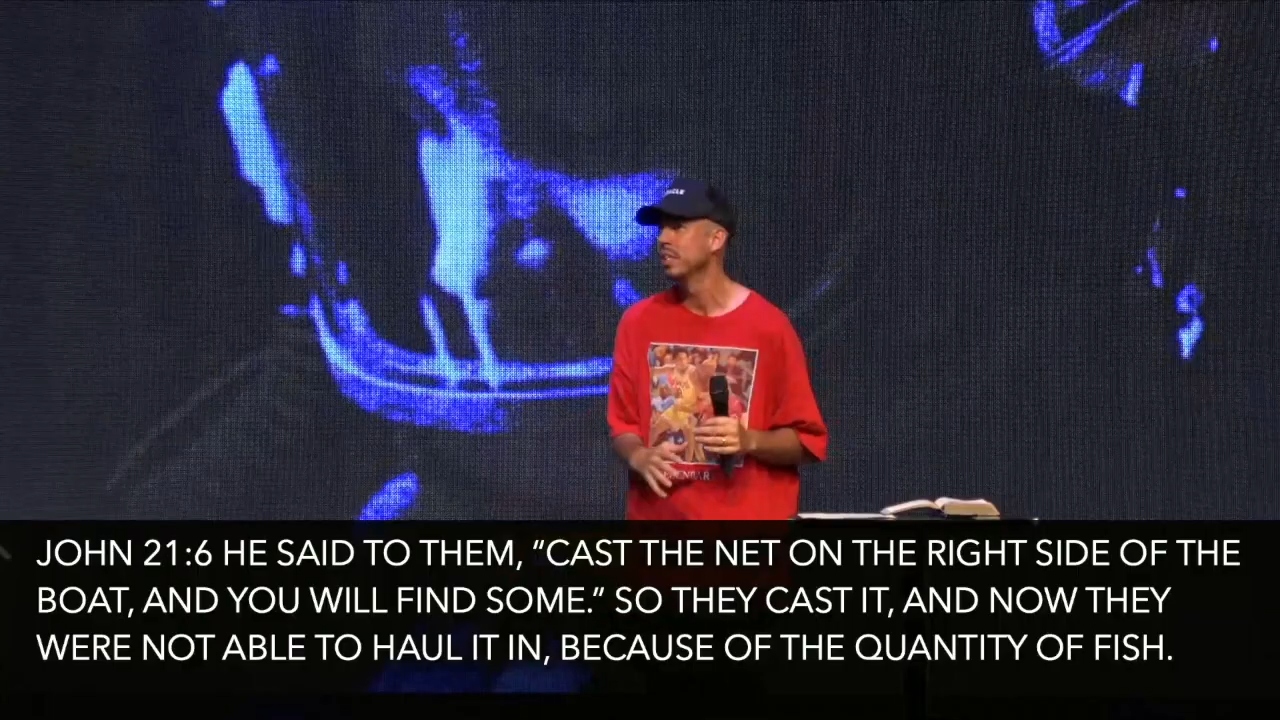 JOHN 21:6 HE SAID TO THEM, “CAST THE NET ON THE RIGHT SIDE OF THE
BOAT, AND YOU WILL FIND SOME.” SO THEY CAST IT, AND NOW THEY
WERE NOT ABLE TO HAUL IT IN, BECAUSE OF THE QUANTITY OF FISH.